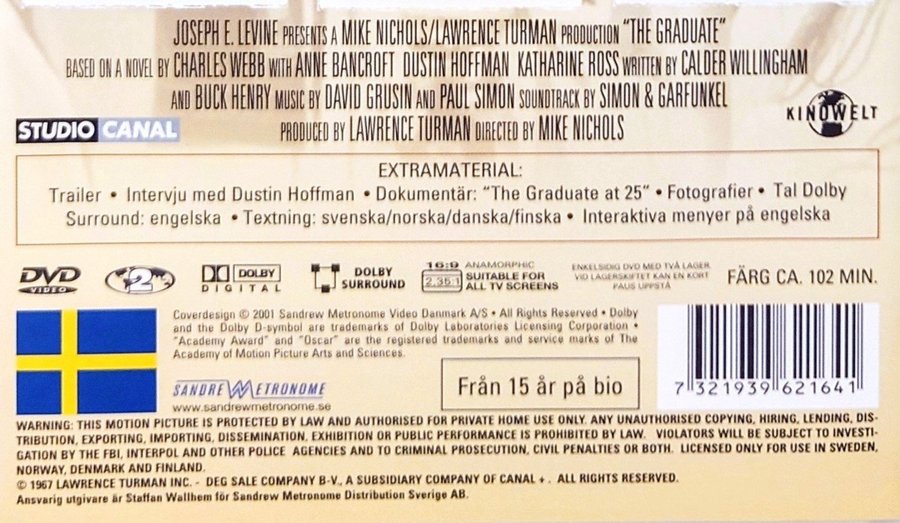 JOSEPH E. LEVINE PRESENTS A MIKE NICHOLS/LAWRENCE TURMAN PRODUCTION "THE GRADUATE"
BASED ON A NOVEL BY CHARLES WEBB WITH ANNE BANCROFT DUSTIN HOFFMAN KATHARINE ROSS WRITTEN BY CALDER WILLINGHAM
AND BUCK HENRY MUSIC BY DAVID GRUSIN AND PAUL SIMON SOUNDTRACK BY SIMON & GARFUNKEL
PRODUCED BY LAWRENCE TURMAN DIRECTED BY MIKE NICHOLS
STUDIO CANAL
KINOWELT
EXTRAMATERIAL:
Trailer • Intervju med Dustin Hoffman • Dokumentär: "The Graduate at 25" • Fotografier • Tal Dolby
Surround: engelska • Textning: svenska/norska/danska/finska • Interaktiva menyer på engelska
DVD
VIDEO
2
DOLBY
DIGITAL
DOLBY
SURROUND
16:9 ANAMORPHIC
2.35:1 SUITABLE FOR
ALL TV SCREENS
ENKELSIDIG DVD MED TVÅ LAGER.
VID LAGERSKIFTET KAN EN KORT
PAUS UPPSTÅ
FÄRG CA. 102 MIN.
Coverdesign © 2001 Sandrew Metronome Video Danmark A/S • All Rights Reserved • Dolby
and the Dolby D-symbol are trademarks of Dolby Laboratories Licensing Corporation •
"Academy Award" and "Oscar" are the registered trademarks and service marks of The
Academy of Motion Picture Arts and Sciences.
SANDREW METRONOME
www.sandrewmetronome.se
Från 15 år på bio
7 321939 621641
WARNING: THIS MOTION PICTURE IS PROTECTED BY LAW AND AUTHORISED FOR PRIVATE HOME USE ONLY. ANY UNAUTHORISED COPYING, HIRING, LENDING, DIS-
TRIBUTION, EXPORTING, IMPORTING, DISSEMINATION, EXHIBITION OR PUBLIC PERFORMANCE IS PROHIBITED BY LAW. VIOLATORS WILL BE SUBJECT TO INVESTI-
GATION BY THE FBI, INTERPOL AND OTHER POLICE AGENCIES AND TO CRIMINAL PROSECUTION, CIVIL PENALTIES OR BOTH. LICENSED ONLY FOR USE IN SWEDEN,
NORWAY, DENMARK AND FINLAND.
© 1967 LAWRENCE TURMAN INC. - DEG SALE COMPANY B-V., A SUBSIDIARY COMPANY OF CANAL + . ALL RIGHTS RESERVED.
Ansvarig utgivare är Staffan Wallhem för Sandrew Metronome Distribution Sverige AB.